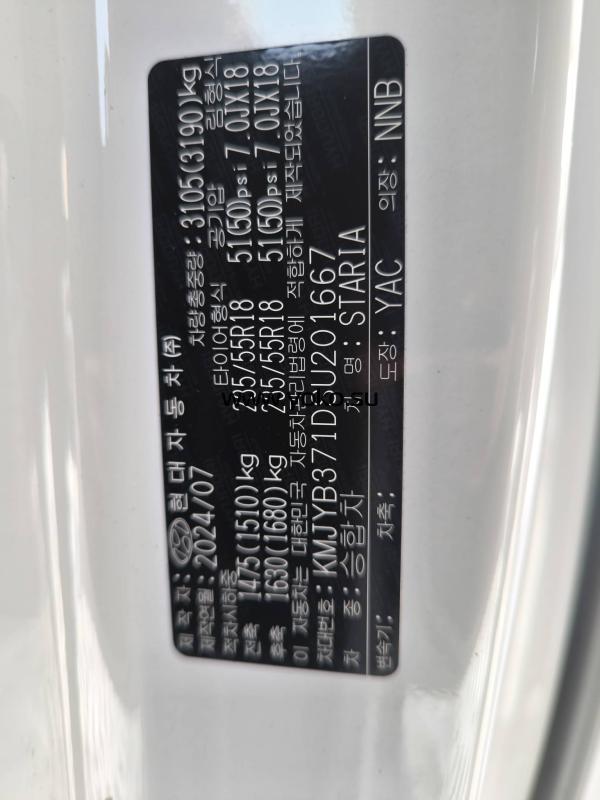 제 작 자: 현대자동차(주)
제작연월: 2024/07 차량총중량: 3105(3190)kg
적차시하중 타이어형식 공기압 림형식
전축 1475(1510)kg 235/55R18 51(50)psi 7.0JX18
후축 1630(1680)kg 235/55R18 51(50)psi 7.0JX18
이 자동차는 대한민국 자동차관리법령에 적합하게 제작되었습니다.
차대번호:
차 종: 승합차 차 명: STARIA
변속기: 차축: 도장: YAC 의장: NNB
www.yoko.su